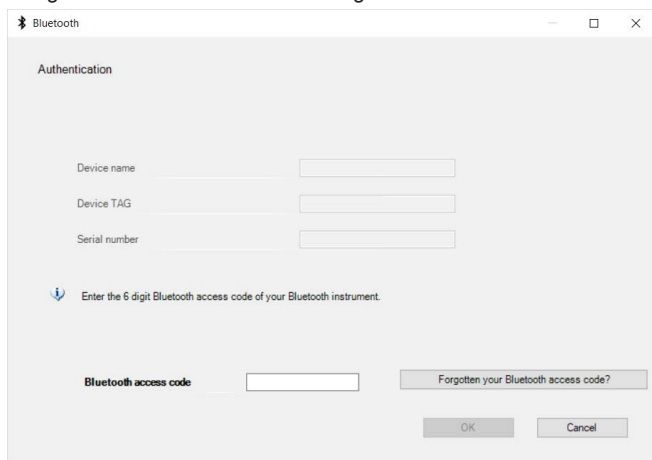 Bluetooth
Authentication
Device name
Device TAG
Serial number
Enter the 6 digit Bluetooth access code of your Bluetooth instrument.
Bluetooth access code
Forgotten your Bluetooth access code?
OK
Cancel